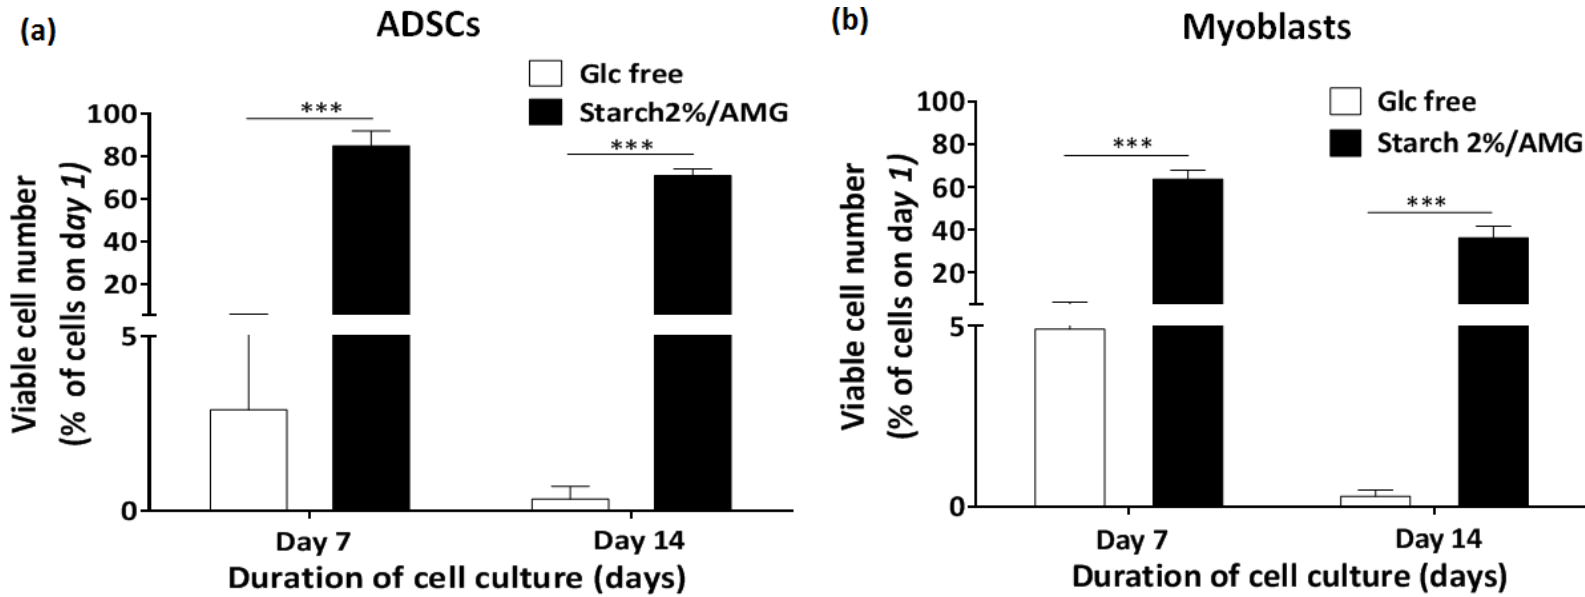 (a)
ADSCs
Glc free
Starch2%/AMG
***
***
100
80
60
40
20
5
0
Viable cell number
(% of cells on day 1)
Day 7
Day 14
Duration of cell culture (days)
(b)
Myoblasts
Glc free
Starch 2%/AMG
***
***
100
80
60
40
20
5
0
Viable cell number
(% of cells on day 1)
Day 7
Day 14
Duration of cell culture (days)